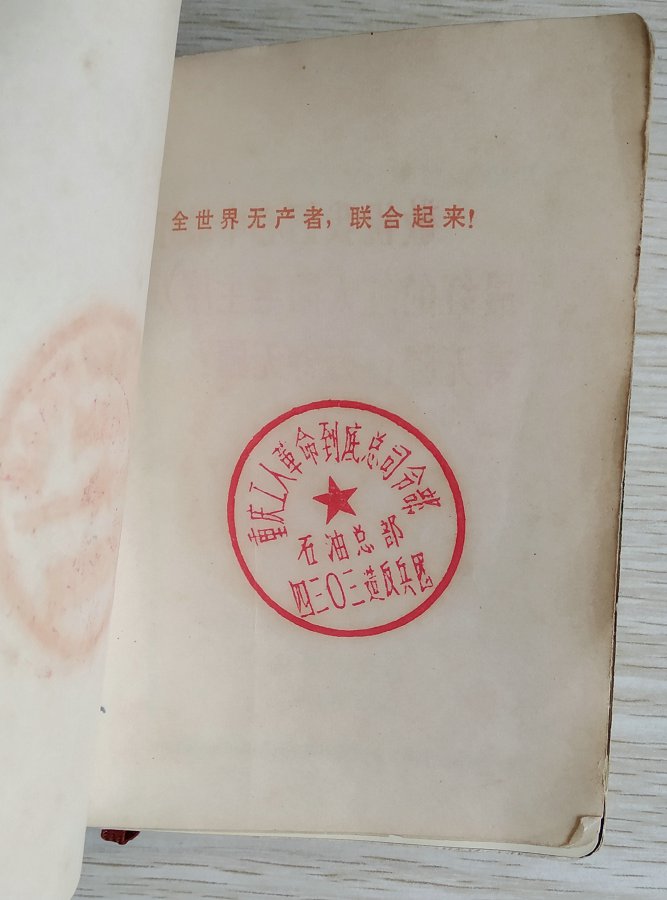 全世界无产者，联合起来！
重庆工人革命到底总司令部
石油总部
四三〇三造反兵团